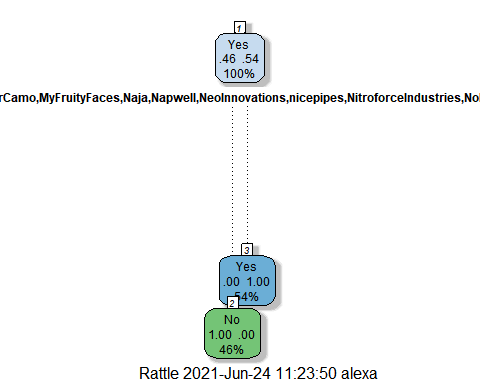 1
Yes
.46 .54
100%
rCamo,MyFruityFaces,Naja,Napwell,NeoInnovations,nicepipes,NitroforceIndustries,No
3
Yes
.00 1.00
54%
2
No
1.00 .00
46%
Rattle 2021-Jun-24 11:23:50 alexa